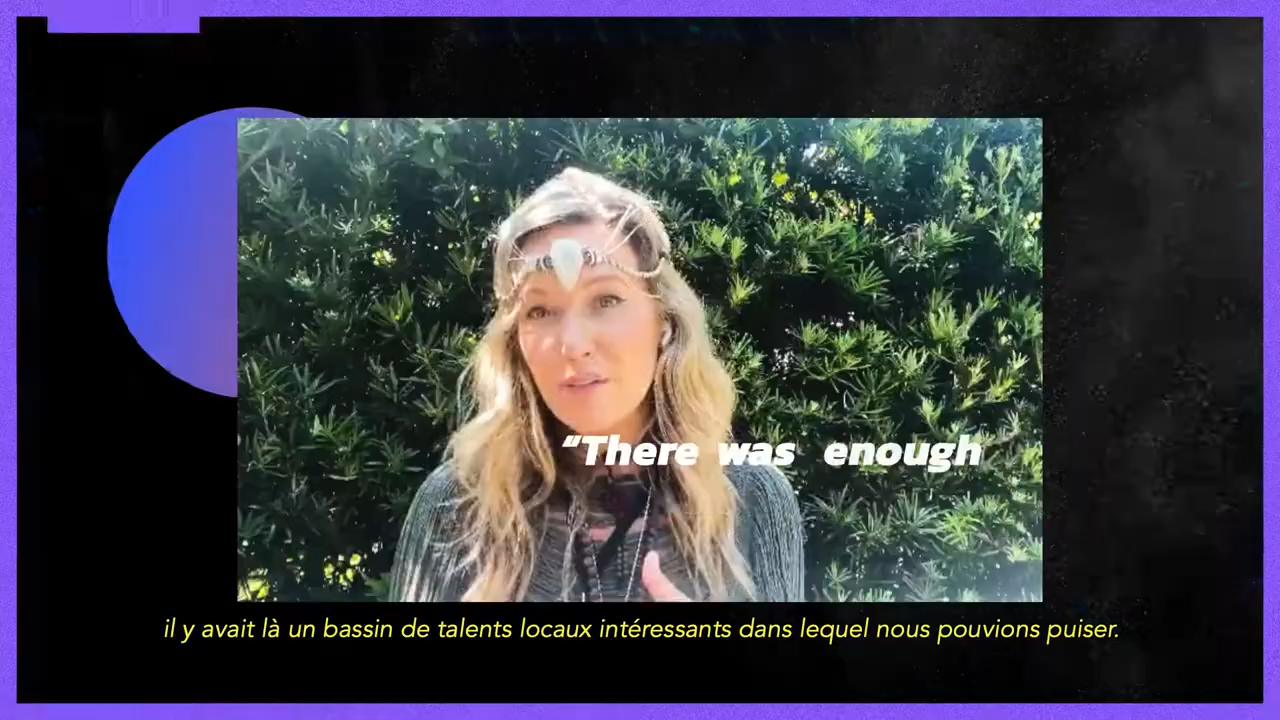 “There was enough
il y avait là un bassin de talents locaux intéressants dans lequel nous pouvions puiser.